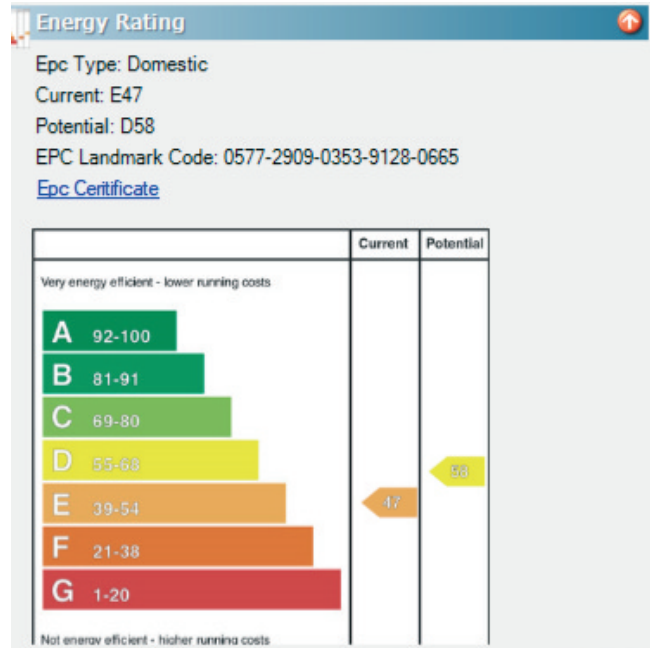 Energy Rating
Epc Type: Domestic
Current: E47
Potential: D58
EPC Landmark Code: 0577-2909-0353-9128-0665
Epc Ceritificate
Current Potential
Very energy efficient - lower running costs
A 92-100
B 81-91
C 69-80
D 55-68
58
E 39-54
47
F 21-38
G 1-20
Not energy efficient - higher running costs